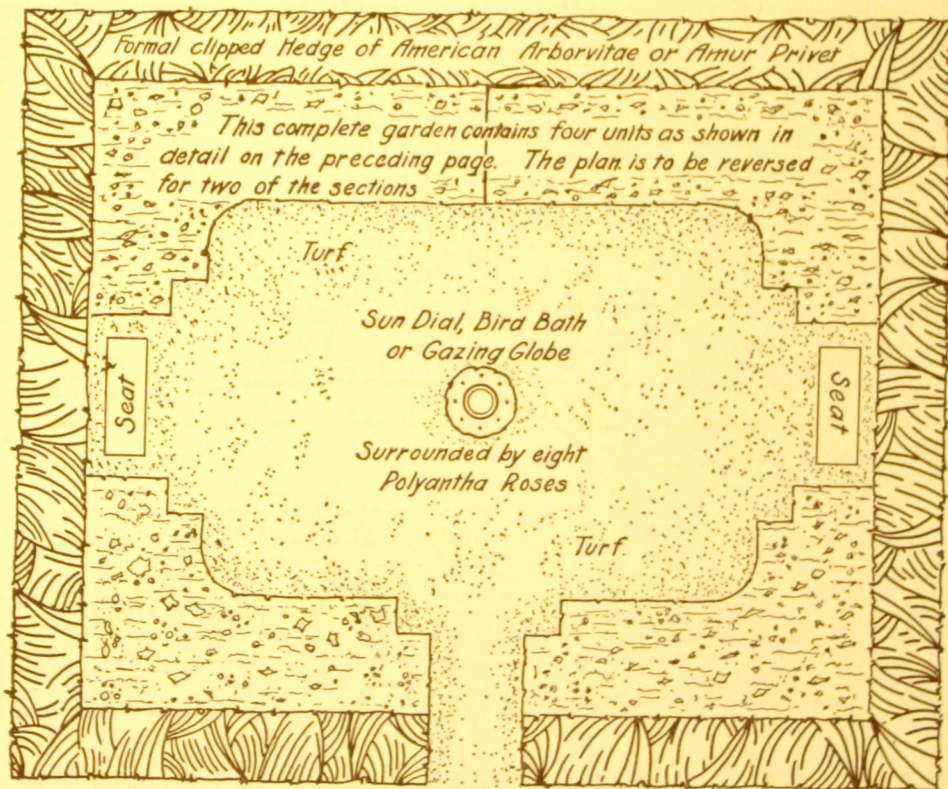 Formal clipped Hedge of American Arborvitae or Amur Privet
This complete garden contains four units as shown in
detail on the preceding page. The plan is to be reversed
for two of the sections
Turf
Sun Dial, Bird Bath
or Gazing Globe
Seat
Seat
Surrounded by eight
Polyantha Roses
Turf